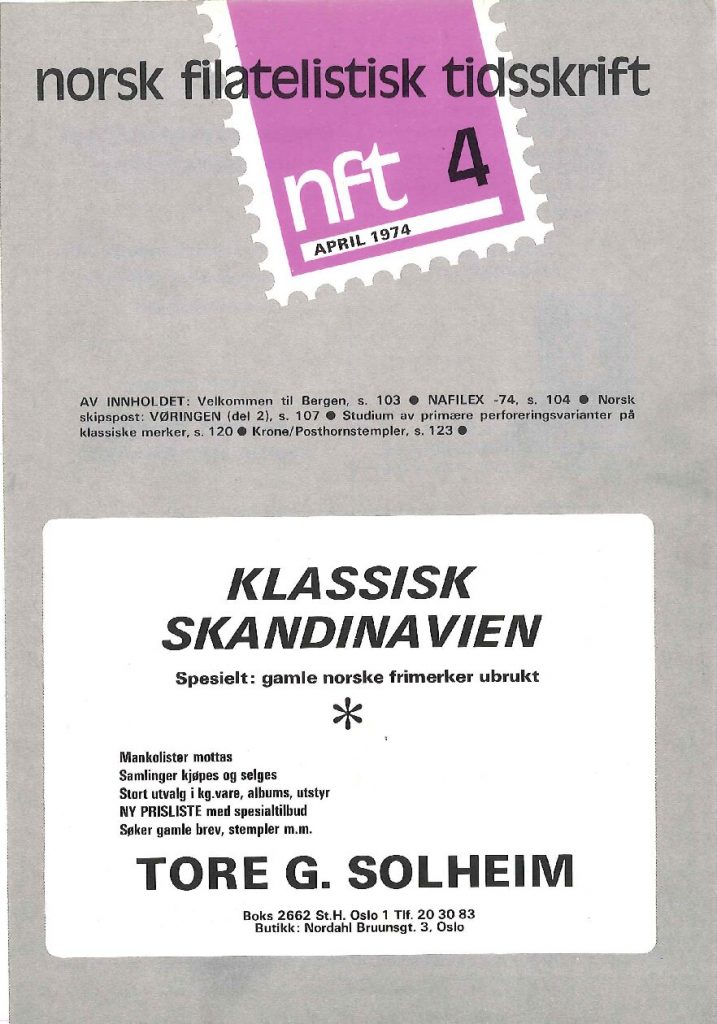 norsk filatelistisk tidsskrift
nft 4
APRIL 1974
AV INNHOLDET: Velkommen til Bergen, s. 103 ● NAFILEX -74, s. 104 ● Norsk
skipspost: VØRINGEN (del 2), s. 107 ● Studium av primære perforeringsvarianter på
klassiske merker, s. 120 ● Krone/Posthornstempler, s. 123 ●
KLASSISK
SKANDINAVIEN
Spesielt: gamle norske frimerker ubrukt
*
Mankolister mottas
Samlinger kjøpes og selges
Stort utvalg i kg.vare, albums, utstyr
NY PRISLISTE med spesialtilbud
Søker gamle brev, stempler m.m.
TORE G. SOLHEIM
Boks 2662 St.H. Oslo 1 Tlf. 20 30 83
Butikk: Nordahl Bruunsgt. 3, Oslo